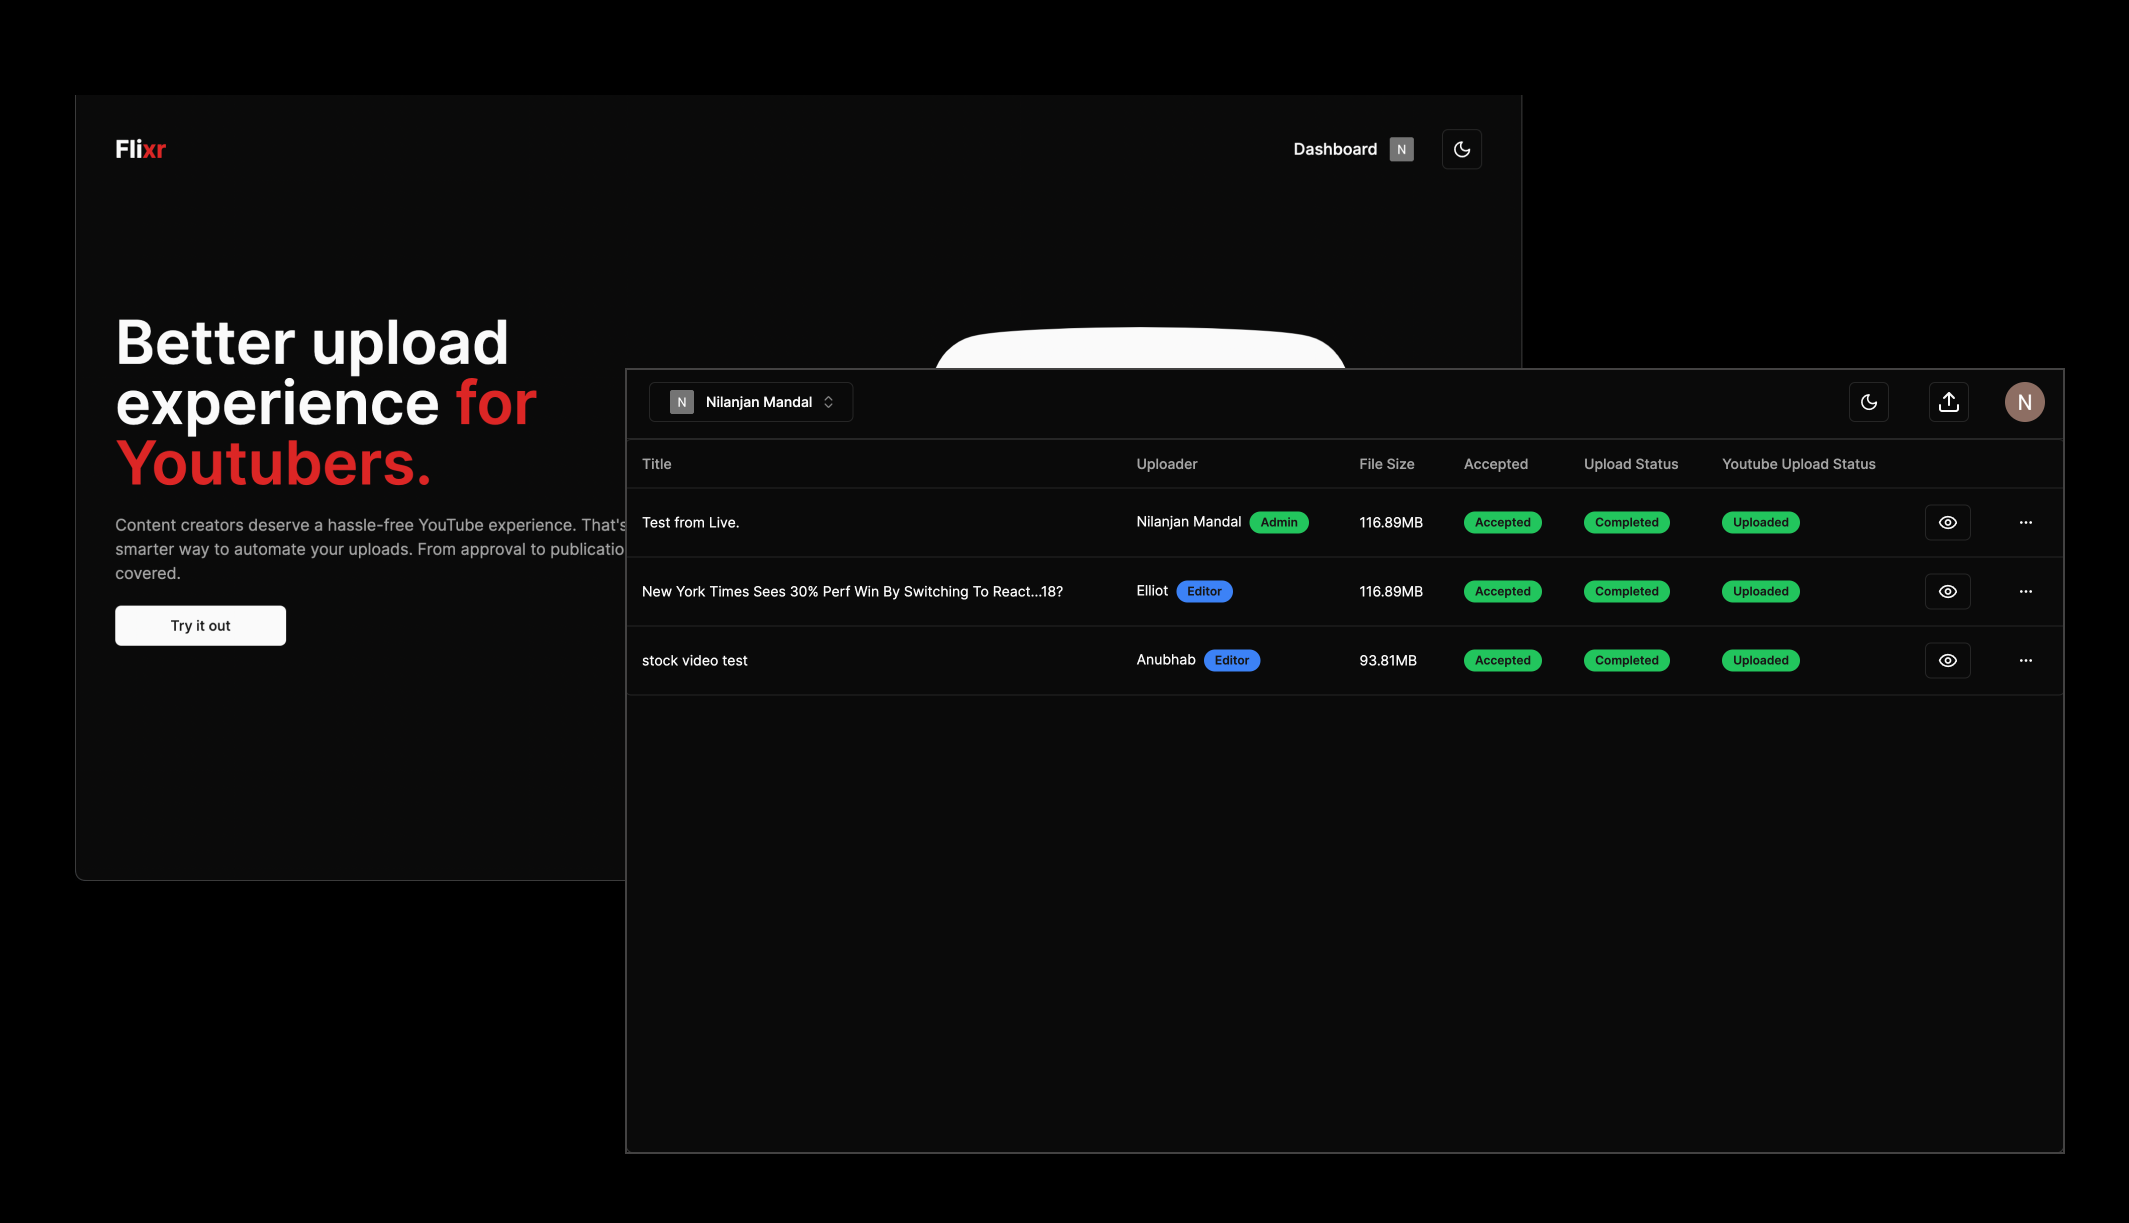 Flixr
Dashboard N
Better upload
experience for
Youtubers.
Content creators deserve a hassle-free YouTube experience. That's
smarter way to automate your uploads. From approval to
covered.
Try it out
N Nilanjan Mandal
N
Title Uploader File Size Accepted Upload Status Youtube Upload Status
Test from Live. Nilanjan Mandal Admin 116.89MB Accepted Completed Uploaded
New York Times Sees 30% Perf Win By Switching To React...18? Elliot Editor 116.89MB Accepted Completed Uploaded
stock video test Anubhab Editor 93.81MB Accepted Completed Uploaded